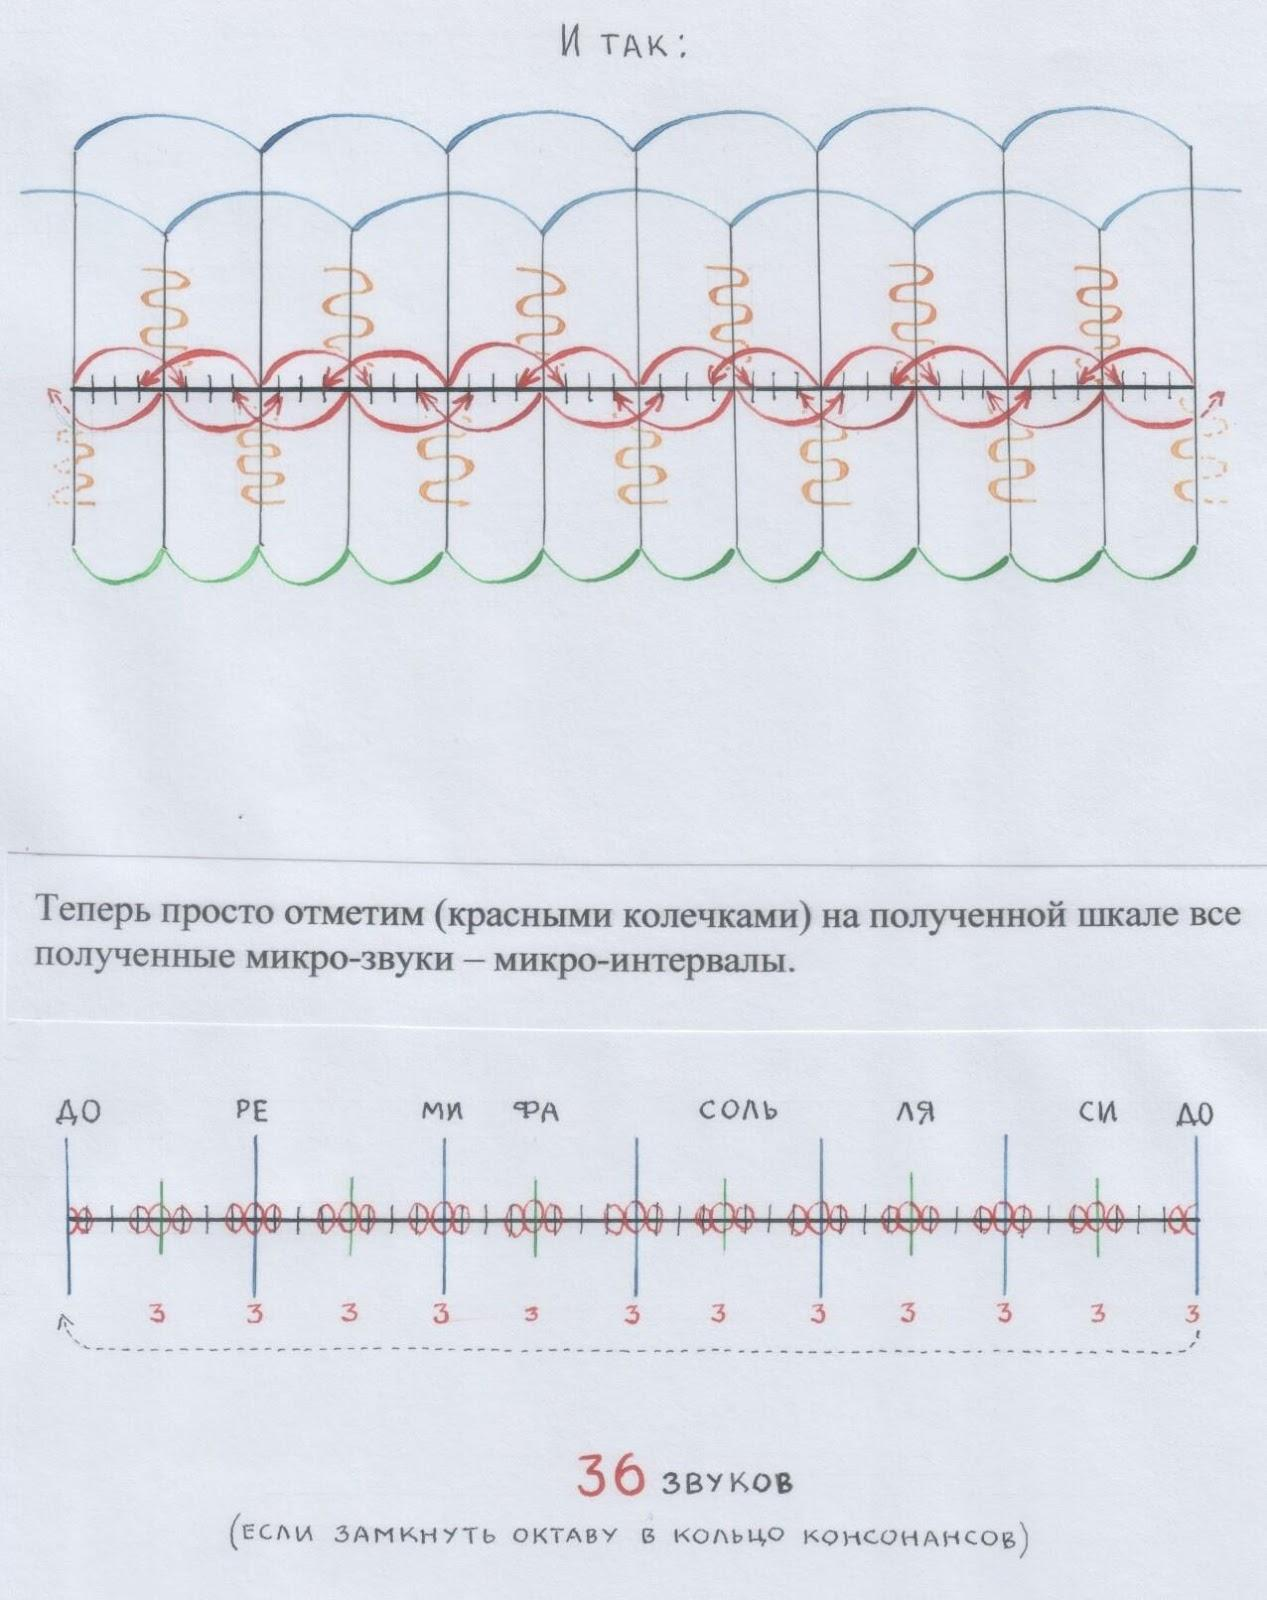 И ТАК:
Теперь просто отметим (красными колечками) на полученной шкале все
полученные микро-звуки – микро-интервалы.
ДО РЕ МИ ФА СОЛЬ ЛЯ СИ ДО
3 3 3 3 3 3 3 3 3 3 3 3
36 ЗВУКОВ
(ЕСЛИ ЗАМКНУТЬ ОКТАВУ В КОЛЬЦО КОНСОНАНСОВ)